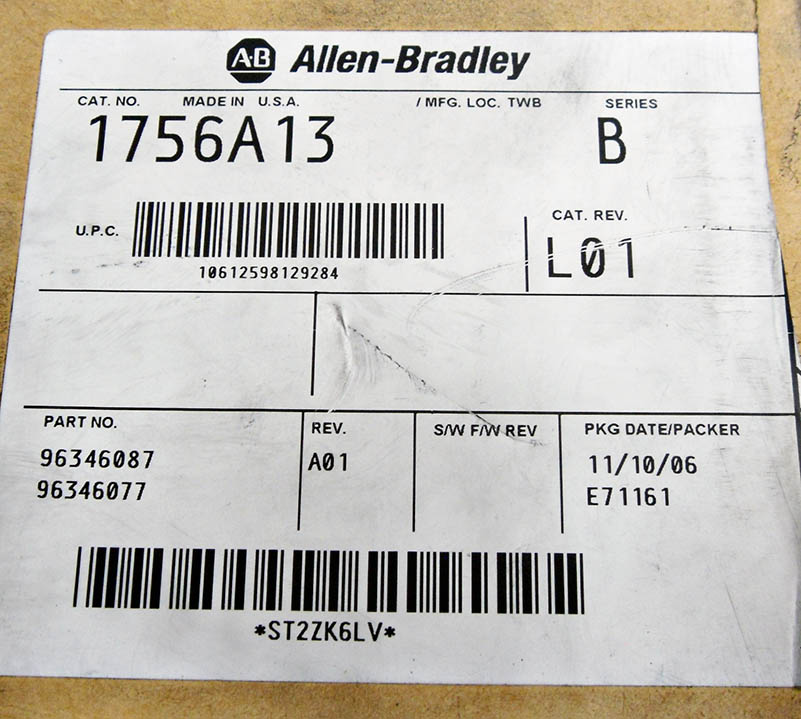 A-B Allen-Bradley
CAT. NO. MADE IN U.S.A. / MFG. LOC. TWB SERIES
1756A13 B
U.P.C. CAT. REV.
10612598129284 L01
PART NO. REV. S/W F/W REV PKG DATE/PACKER
96346087 A01 11/10/06
96346077 E71161
*ST2ZK6LV*